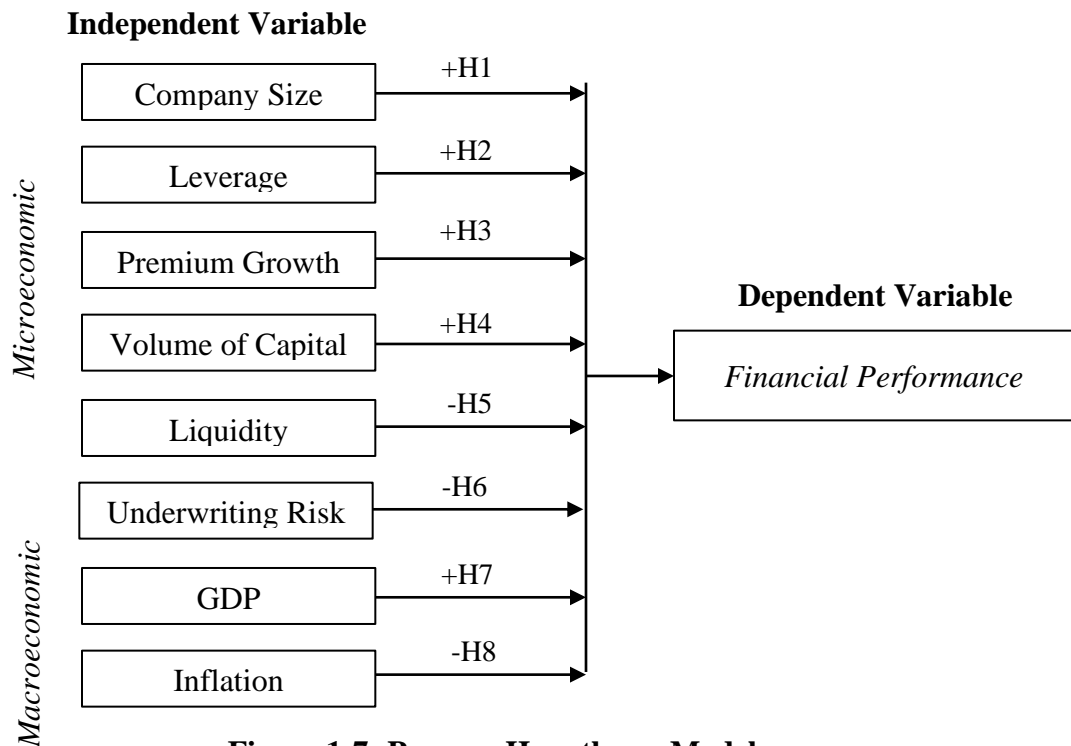 Independent Variable
Microeconomic
Company Size
+H1
Leverage
+H2
Premium Growth
+H3
Volume of Capital
+H4
Liquidity
-H5
Underwriting Risk
-H6
Macroeconomic
GDP
+H7
Inflation
-H8
Dependent Variable
Financial Performance